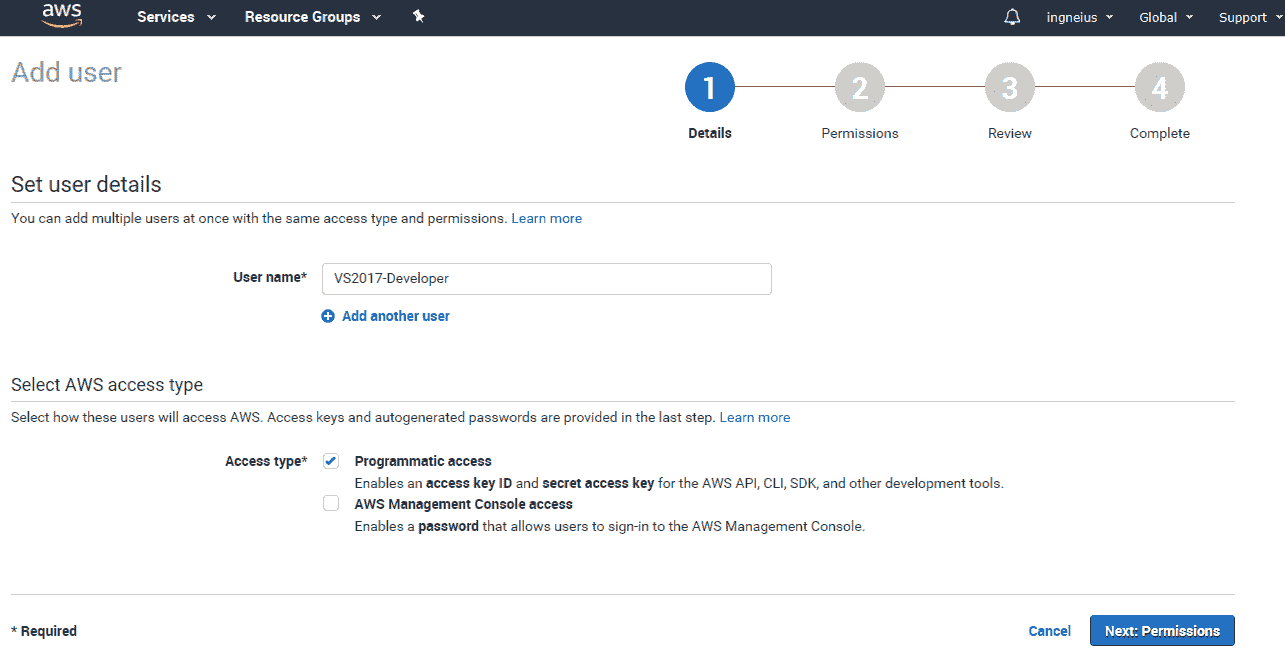 aws Services Resource Groups ingneius Global Support
Add user
1 2 3 4
Details Permissions Review Complete
Set user details
You can add multiple users at once with the same access type and permissions. Learn more
User name* VS2017-Developer
Add another user
Select AWS access type
Select how these users will access AWS. Access keys and autogenerated passwords are provided in the last step. Learn more
Access type* Programmatic access
Enables an access key ID and secret access key for the AWS API, CLI, SDK, and other development tools.
AWS Management Console access
Enables a password that allows users to sign-in to the AWS Management Console.
* Required Cancel Next: Permissions